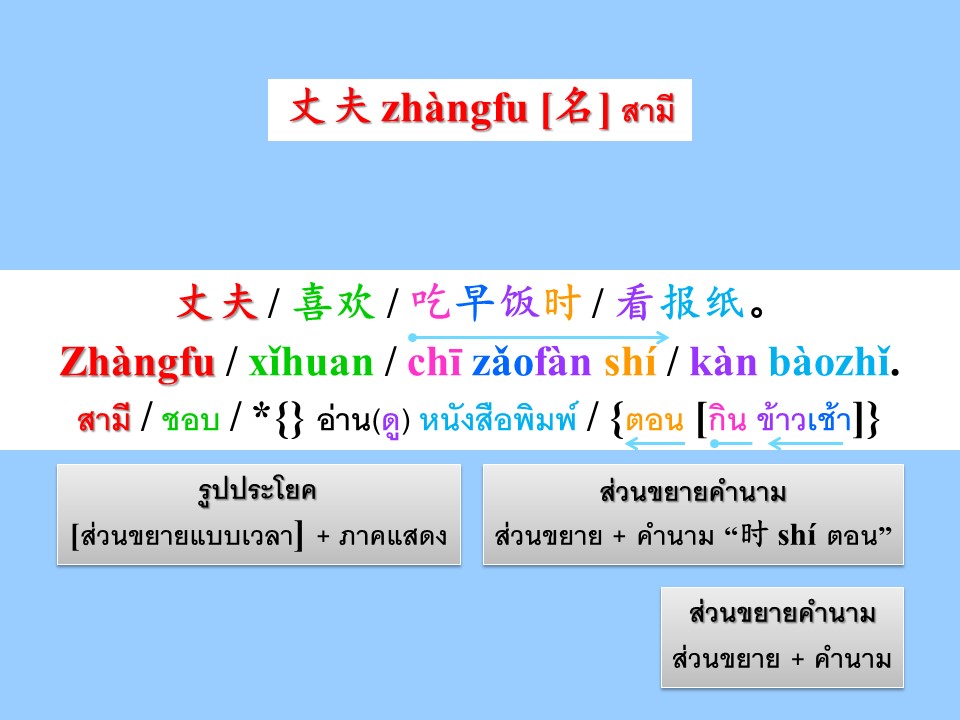 丈夫 zhàngfu [名] สามี
丈夫 / 喜欢 / 吃早饭时 / 看报纸。
Zhàngfu / xǐhuan / chī zǎofàn shí / kàn bàozhǐ.
สามี / ชอบ / *{} อ่าน(ดู) หนังสือพิมพ์ / {ตอน [กิน ข้าวเช้า]}
รูปประโยค
[ส่วนขยายแบบเวลา] + ภาคแสดง
ส่วนขยายคำนาม
ส่วนขยาย + คำนาม “时 shí ตอน”
ส่วนขยายคำนาม
ส่วนขยาย + คำนาม